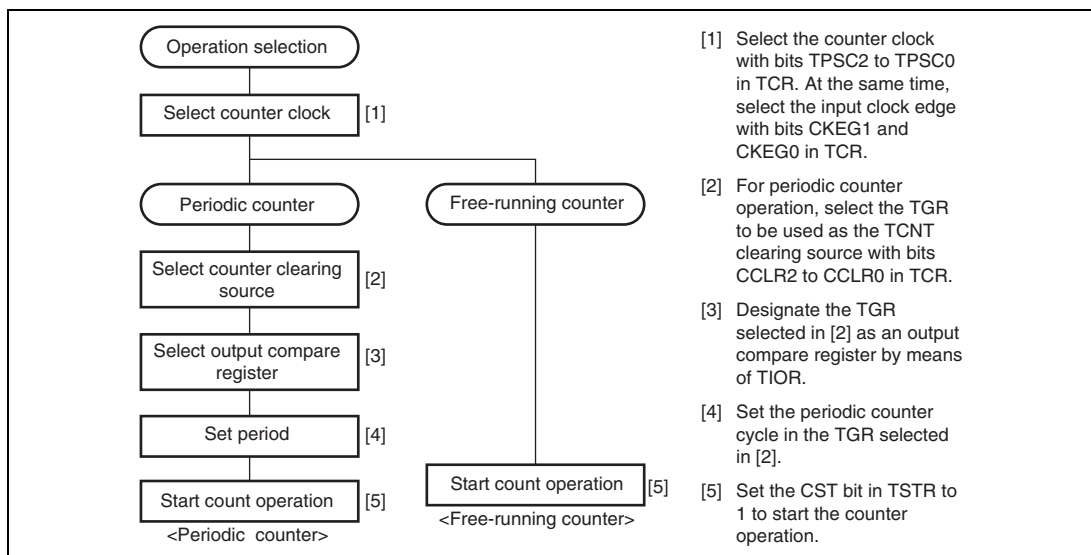 Operation selection
Select counter clock
[1]
Periodic counter
Free-running counter
Select counter clearing
source
[2]
Select output compare
register
[3]
Set period
[4]
Start count operation
[5]
<Periodic counter>
Start count operation
[5]
<Free-running counter>
[1] Select the counter clock
with bits TPSC2 to TPSC0
in TCR. At the same time,
select the input clock edge
with bits CKEG1 and
CKEG0 in TCR.
[2] For periodic counter
operation, select the TGR
to be used as the TCNT
clearing source with bits
CCLR2 to CCLR0 in TCR.
[3] Designate the TGR
selected in [2] as an output
compare register by means
of TIOR.
[4] Set the periodic counter
cycle in the TGR selected
in [2].
[5] Set the CST bit in TSTR to
1 to start the counter
operation.